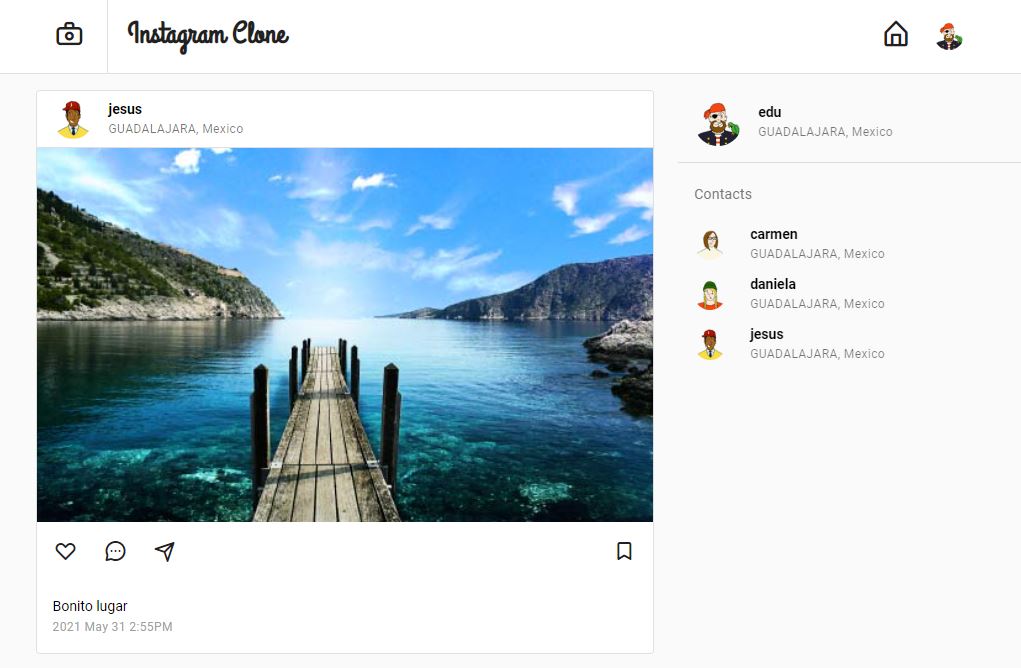 Instagram Clone
jesus
GUADALAJARA, Mexico
Bonito lugar
2021 May 31 2:55PM
edu
GUADALAJARA, Mexico
Contacts
carmen
GUADALAJARA, Mexico
daniela
GUADALAJARA, Mexico
jesus
GUADALAJARA, Mexico